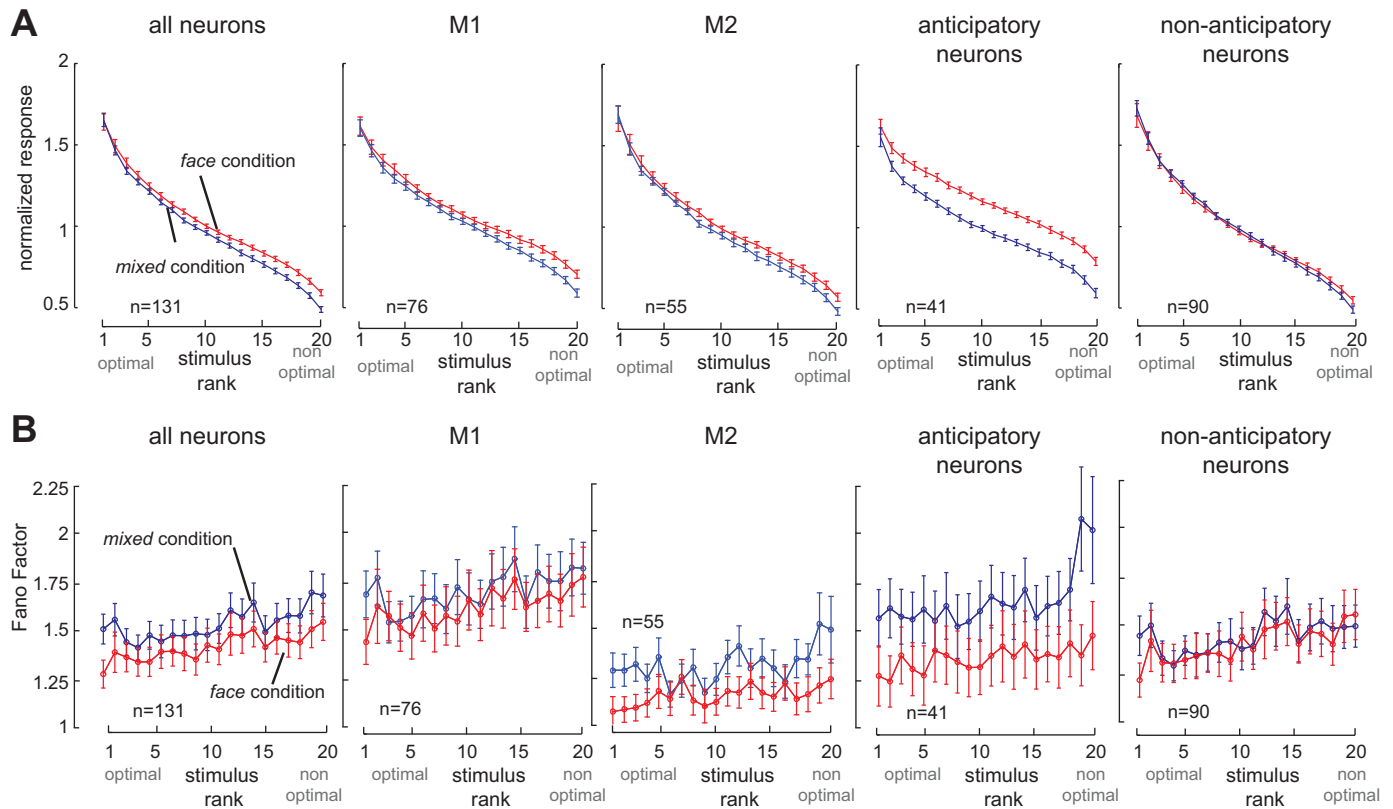 A
all neurons
M1
M2
anticipatory
neurons
non-anticipatory
neurons
normalized response
2
1.5
1
0.5
face condition
mixed condition
n=131
n=76
n=55
n=41
n=90
1 5 10 15 20
1 5 10 15 20
1 5 10 15 20
1 5 10 15 20
1 5 10 15 20
optimal stimulus rank non optimal
optimal stimulus rank non optimal
optimal stimulus rank non optimal
optimal stimulus rank non optimal
optimal stimulus rank non optimal
B
all neurons
M1
M2
anticipatory
neurons
non-anticipatory
neurons
Fano Factor
2.25
2
1.75
1.5
1.25
1
mixed condition
face condition
n=131
n=76
n=55
n=41
n=90
1 5 10 15 20
1 5 10 15 20
1 5 10 15 20
1 5 10 15 20
1 5 10 15 20
optimal stimulus rank non optimal
optimal stimulus rank non optimal
optimal stimulus rank non optimal
optimal stimulus rank non optimal
optimal stimulus rank non optimal